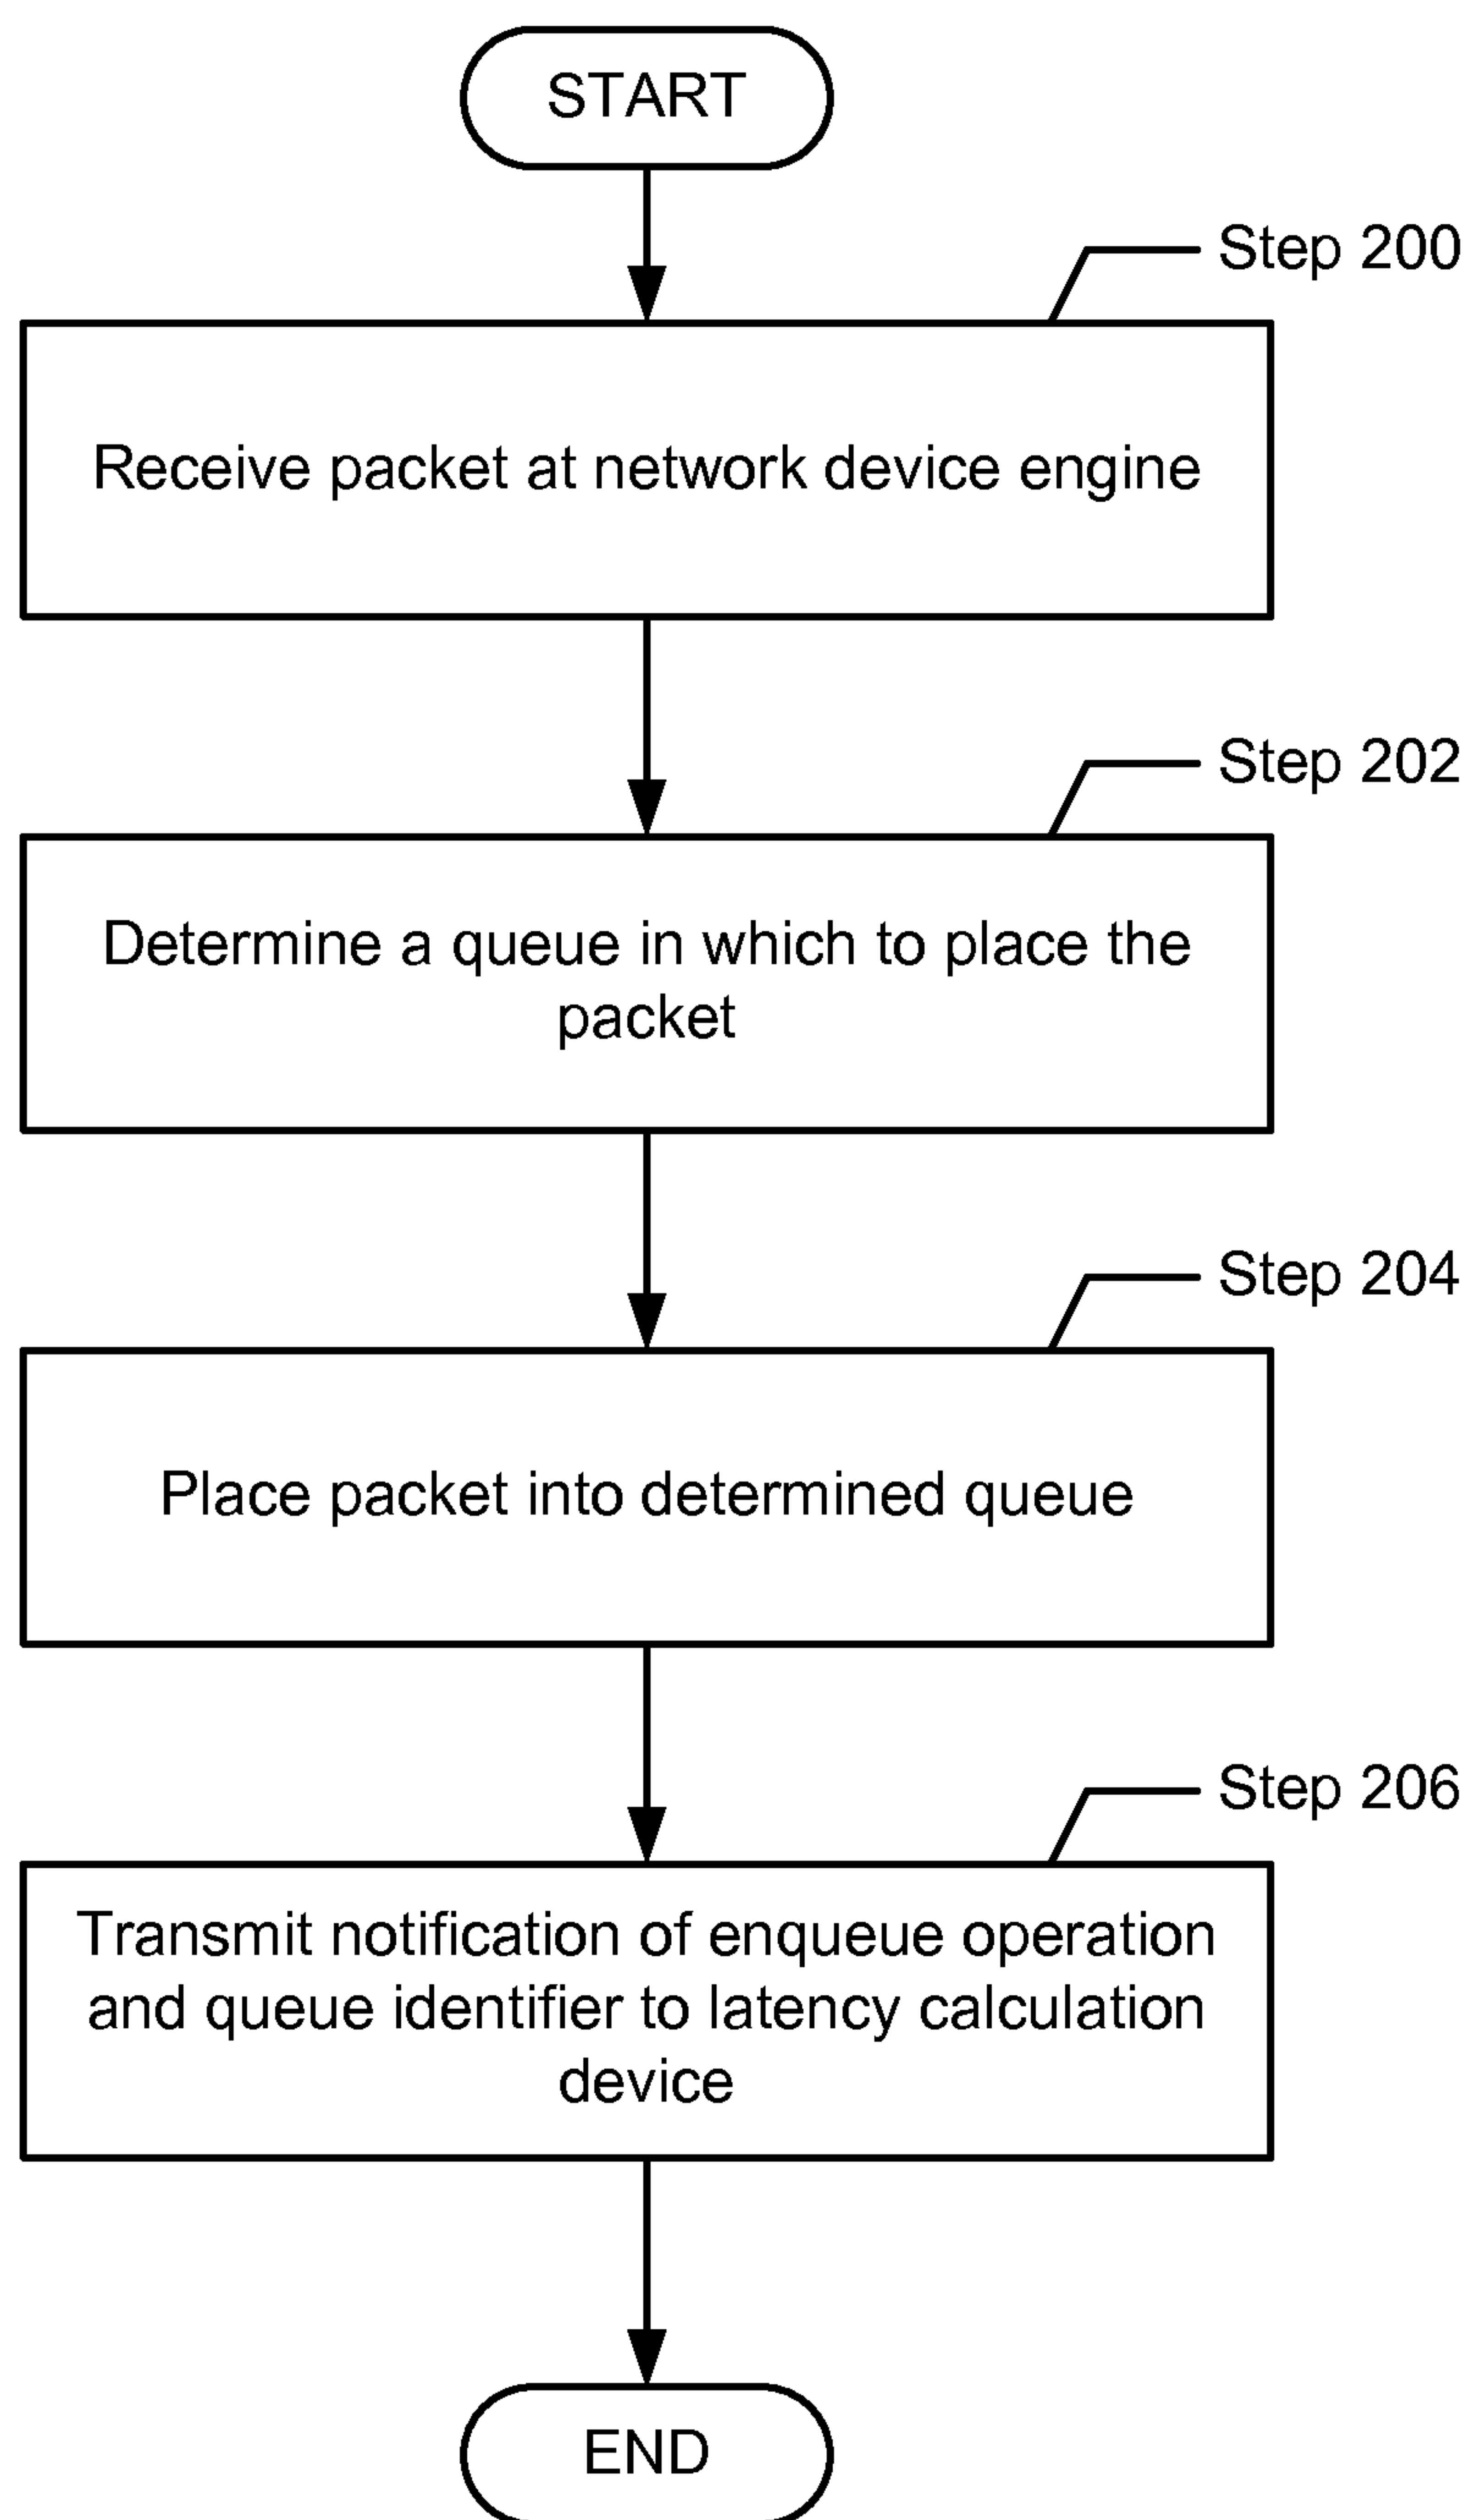 START
Step 200
Receive packet at network device engine
Step 202
Determine a queue in which to place the
packet
Step 204
Place packet into determined queue
Step 206
Transmit notification of enqueue operation
and queue identifier to latency calculation
device
END